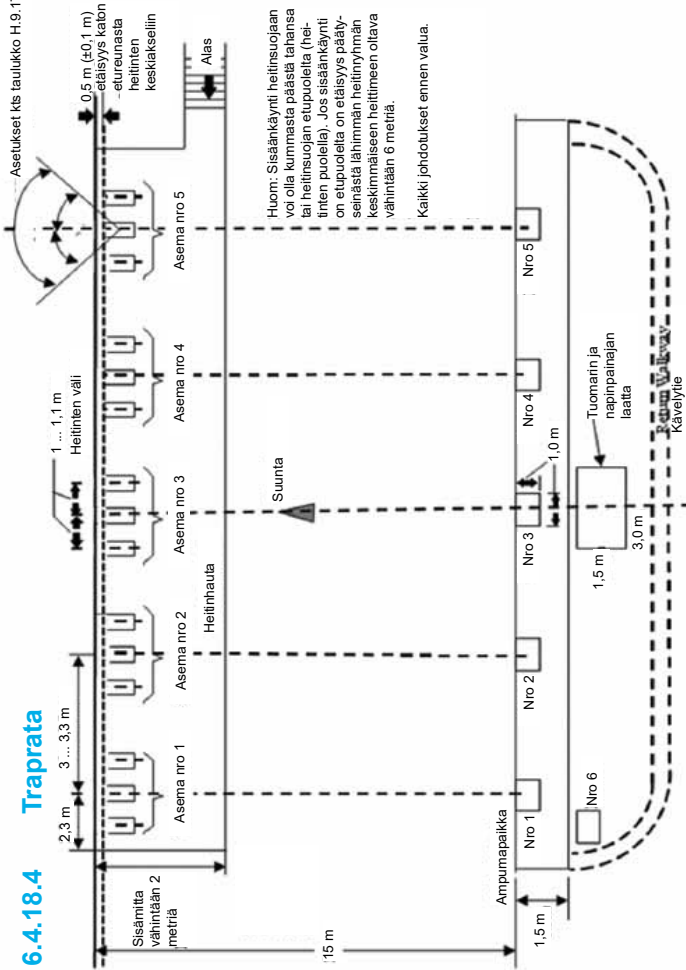 6.4.18.4 Traprata
Asetukset kts taulukko H.9.1
0,5 m (±0,1 m)
etäisyys katon
etureunasta
heitinten
keskiakseliin
Alas
1 ... 1,1 m
Heitinten väli
3 ... 3,3 m
2,3 m
Asema nro 1
Asema nro 2
Asema nro 3
Asema nro 4
Asema nro 5
Heitinhauta
Sisämitta
vähintään 2
metriä
Suunta
Huom: Sisäänkäynti heitinsuojaan
voi olla kummasta päästä tahansa
tai heitinsuojan etupuolelta (hei-
tinten puolella). Jos sisäänkäynti
on etupuolelta on etäisyys pääty-
seinästä lähimmän heitinryhmän
keskimmäiseen heittimeen oltava
vähintään 6 metriä.
Kaikki johdotukset ennen valua.
15 m
Ampumapaikka
Nro 1
Nro 2
Nro 3
Nro 4
Nro 5
1,0 m
1,5 m
Nro 6
1,5 m
3,0 m
Tuomarin ja
napinpainajan
laatta
Return Walkway
Kävelytie